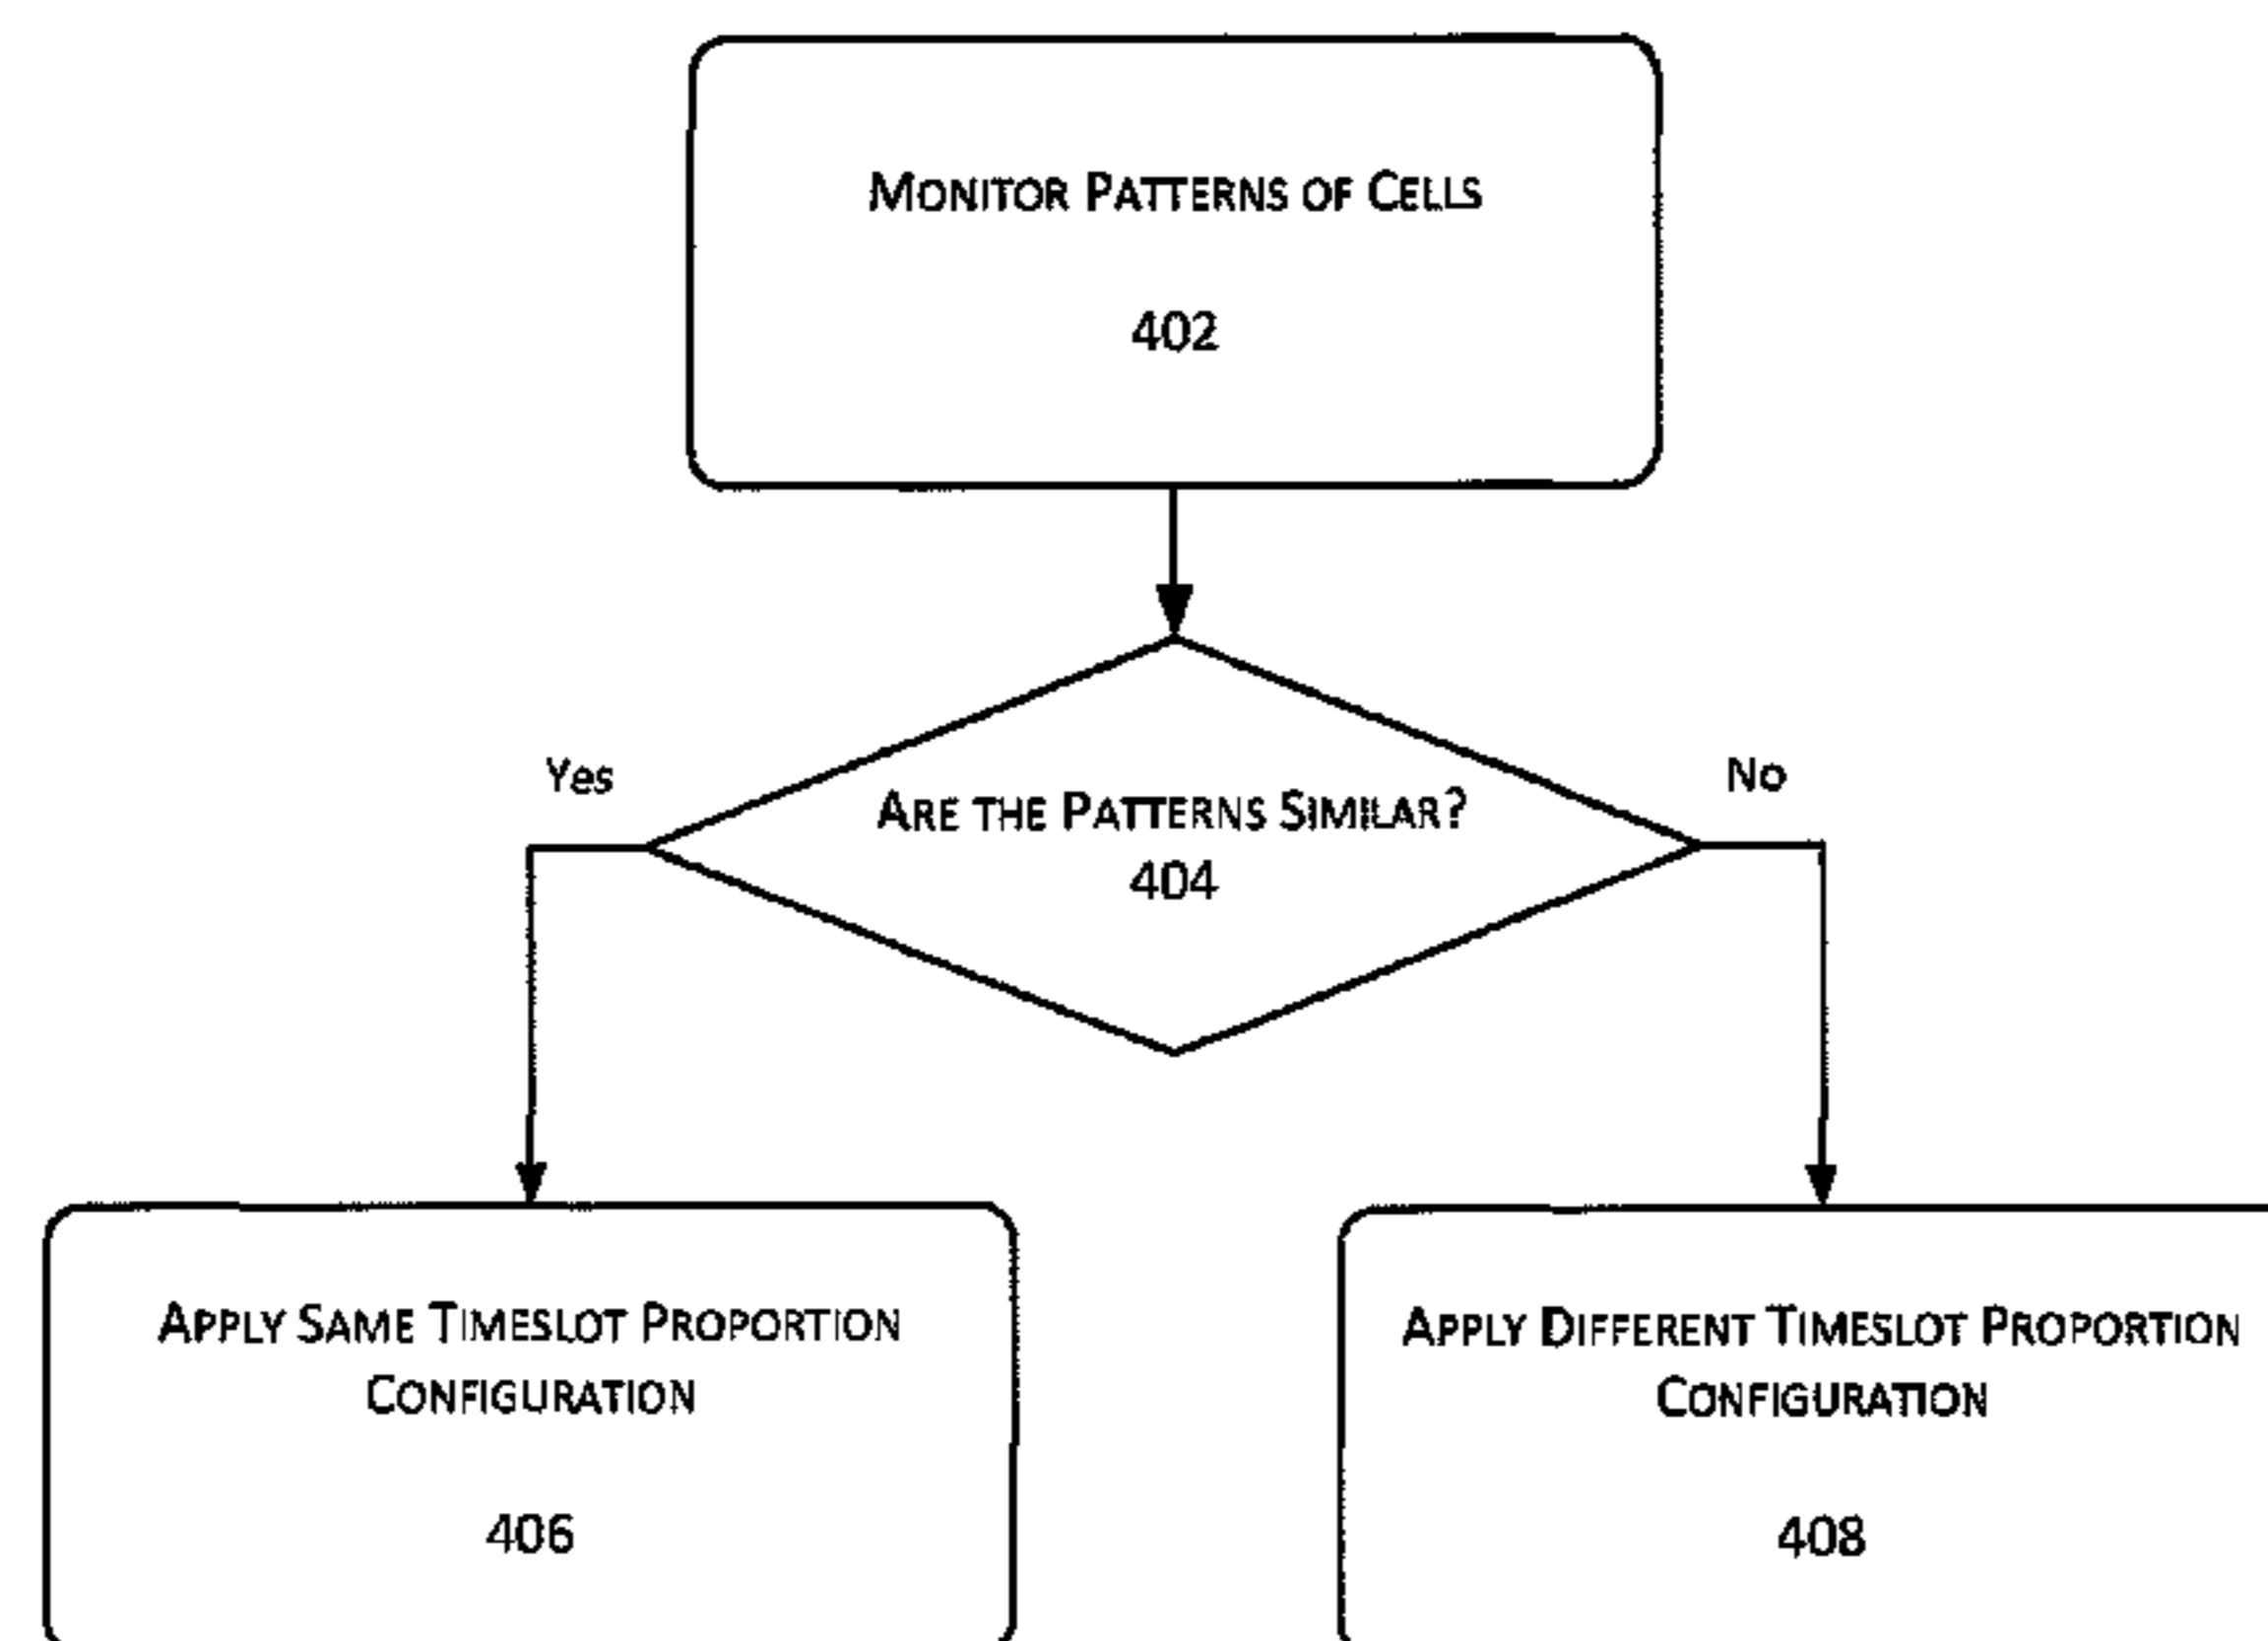 MONITOR PATTERNS OF CELLS
402
ARE THE PATTERNS SIMILAR?
404
Yes
No
APPLY SAME TIMESLOT PROPORTION
CONFIGURATION
406
APPLY DIFFERENT TIMESLOT PROPORTION
CONFIGURATION
408